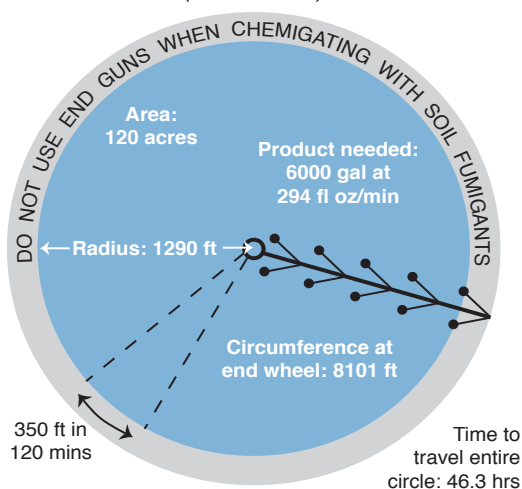 DO NOT USE END GUNS WHEN CHEMIGATING WITH SOIL FUMIGANTS
Area:
120 acres
Product needed:
6000 gal at
294 fl oz/min
Radius: 1290 ft
Circumference at
end wheel: 8101 ft
350 ft in
120 mins
Time to
travel entire
circle: 46.3 hrs